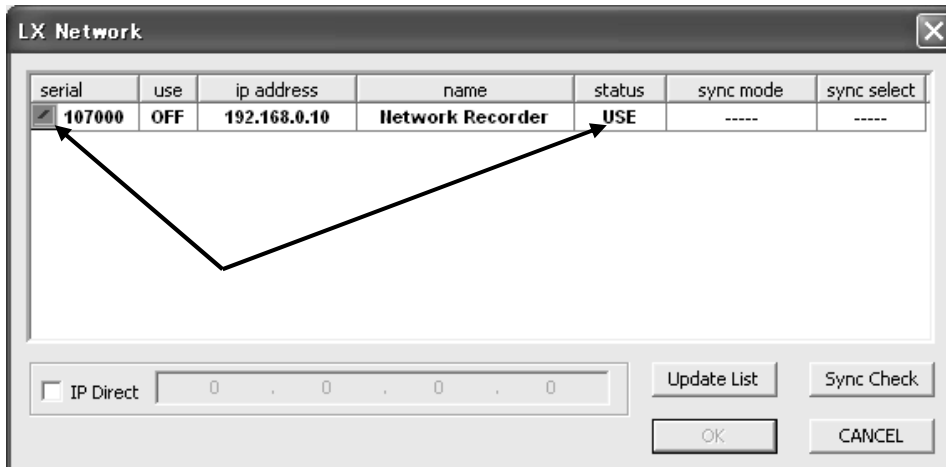 LX Network
serial use ip address name status sync mode sync select
107000 OFF 192.168.0.10 Network Recorder USE ----- -----
IP Direct 0 . 0 . 0 . 0
Update List Sync Check
OK CANCEL